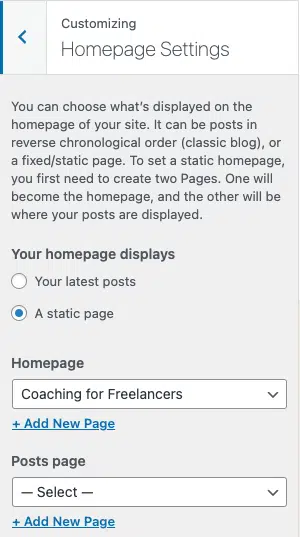 Customizing
Homepage Settings
You can choose what’s displayed on the
homepage of your site. It can be posts in
reverse chronological order (classic blog), or
a fixed/static page. To set a static homepage,
you first need to create two Pages. One will
become the homepage, and the other will be
where your posts are displayed.
Your homepage displays
Your latest posts
A static page
Homepage
Coaching for Freelancers
+ Add New Page
Posts page
— Select —
+ Add New Page